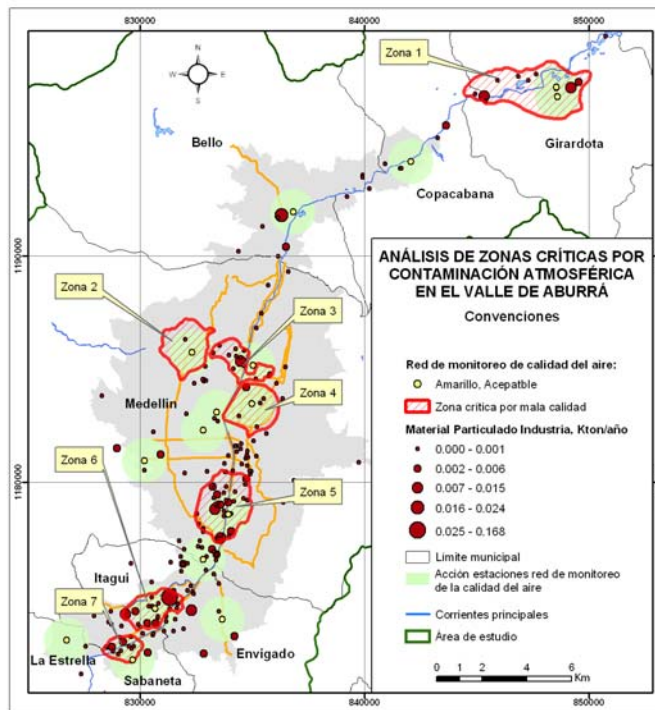 830000
840000
850000
Zona 1
N
W
E
S
Bello
Girardota
Copacabana
1190000
1190000
ANÁLISIS DE ZONAS CRÍTICAS POR
CONTAMINACIÓN ATMOSFÉRICA
EN EL VALLE DE ABURRÁ
Convenciones
Zona 2
Zona 3
Red de monitoreo de calidad del aire:
Amarillo, Acepatble
Zona crítica por mala calidad
Zona 4
Medellín
Material Particulado Industria, Kton/año
0.000 - 0.001
0.002 - 0.006
0.007 - 0.015
0.016 - 0.024
0.025 - 0.168
Zona 6
1180000
1180000
Zona 5
Limite municipal
Acción estaciones red de monitoreo
de la calidad del aire
Corrientes principales
Área de estudio
Itagui
Zona 7
La Estrella
Envigado
Sabaneta
0 1 2 4 6
Km
830000
840000
850000